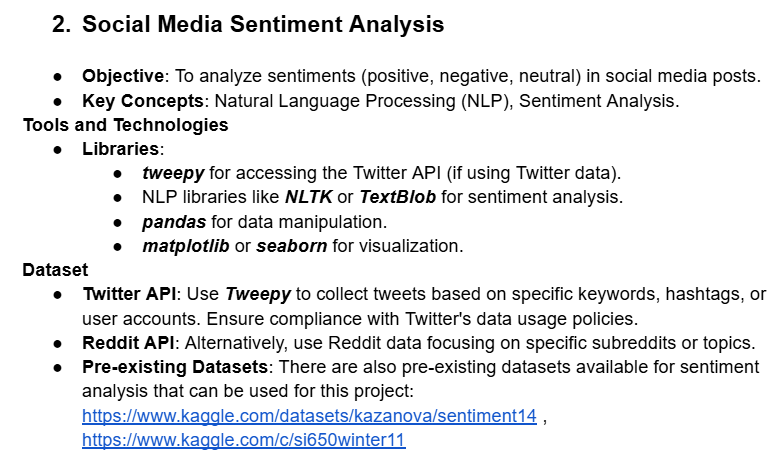 2. Social Media Sentiment Analysis
● Objective: To analyze sentiments (positive, negative, neutral) in social media posts.
● Key Concepts: Natural Language Processing (NLP), Sentiment Analysis.
Tools and Technologies
● Libraries:
● tweepy for accessing the Twitter API (if using Twitter data).
● NLP libraries like NLTK or TextBlob for sentiment analysis.
● pandas for data manipulation.
● matplotlib or seaborn for visualization.
Dataset
● Twitter API: Use Tweepy to collect tweets based on specific keywords, hashtags, or
user accounts. Ensure compliance with Twitter's data usage policies.
● Reddit API: Alternatively, use Reddit data focusing on specific subreddits or topics.
● Pre-existing Datasets: There are also pre-existing datasets available for sentiment
analysis that can be used for this project:
https://www.kaggle.com/datasets/kazanova/sentiment14 ,
https://www.kaggle.com/c/si650winter11